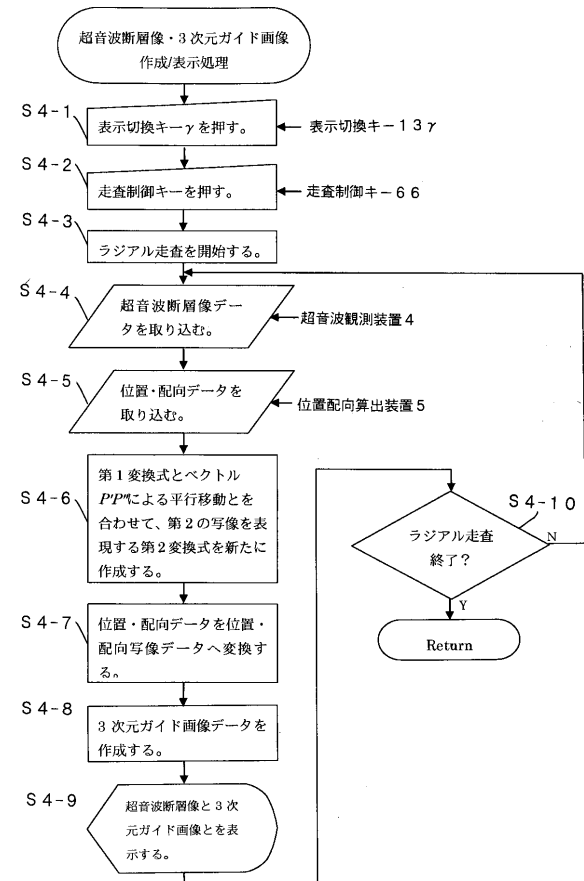 超音波断層像・3次元ガイド画像
作成/表示処理
S4-1
表示切換キーγを押す。
表示切換キー13γ
S4-2
走査制御キーを押す。
走査制御キー66
S4-3
ラジアル走査を開始する。
S4-4
超音波断層像デー
タを取り込む。
超音波観測装置4
S4-5
位置・配向データを
取り込む。
位置配向算出装置5
S4-6
第1変換式とベクトル
P'P"による平行移動とを
合わせて、第2の写像を表
現する第2変換式を新たに
作成する。
S4-7
位置・配向データを位置・
配向写像データへ変換す
る。
S4-8
3次元ガイド画像データを
作成する。
S4-9
超音波断層像と3次
元ガイド画像とを表
示する。
S4-10
ラジアル走査
終了?
N
Y
Return